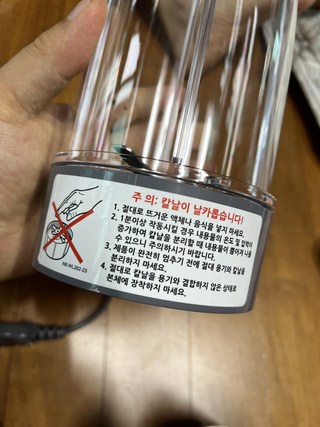 주 의: 칼날이 날카롭습니다!
1. 절대로 뜨거운 액체나 음식을 넣지 마세요.
2. 1분이상 작동시킬 경우 내용물의 온도 및 압력이
증가하여 칼날을 분리할 때 내용물이 튈어져 나올
수 있으니 주의하시기 바랍니다.
3. 제품이 완전히 멈추기 전에 절대 용기와 칼날을
분리하지 마세요.
4. 절대로 칼날을 용기와 결합하지 않은 상태로
본체에 장착하지 마세요.